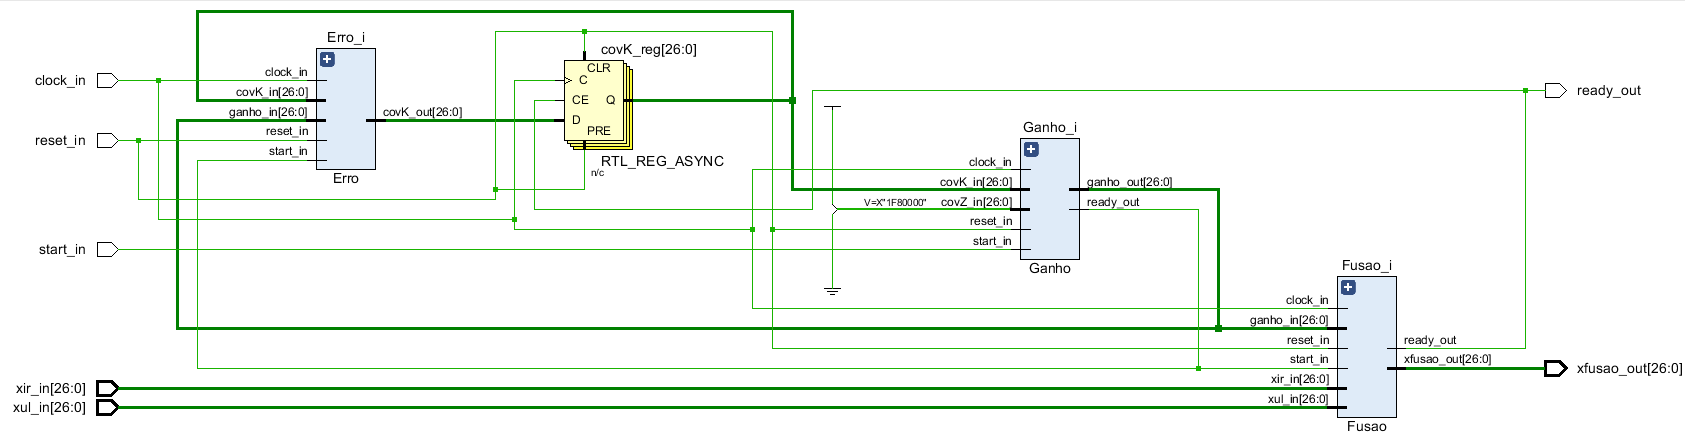 clock_in
reset_in
start_in
xir_in[26:0]
xul_in[26:0]
Erro_i
clock_in
covK_in[26:0]
ganho_in[26:0]
reset_in
start_in
covK_out[26:0]
Erro
covK_reg[26:0]
CLR
C
CE
D
PRE
Q
n/c
RTL_REG_ASYNC
V=X"1F80000"
Ganho_i
clock_in
covK_in[26:0]
covZ_in[26:0]
reset_in
start_in
ganho_out[26:0]
ready_out
Ganho
Fusao_i
clock_in
ganho_in[26:0]
reset_in
start_in
xir_in[26:0]
xul_in[26:0]
ready_out
xfusao_out[26:0]
Fusao
ready_out
xfusao_out[26:0]